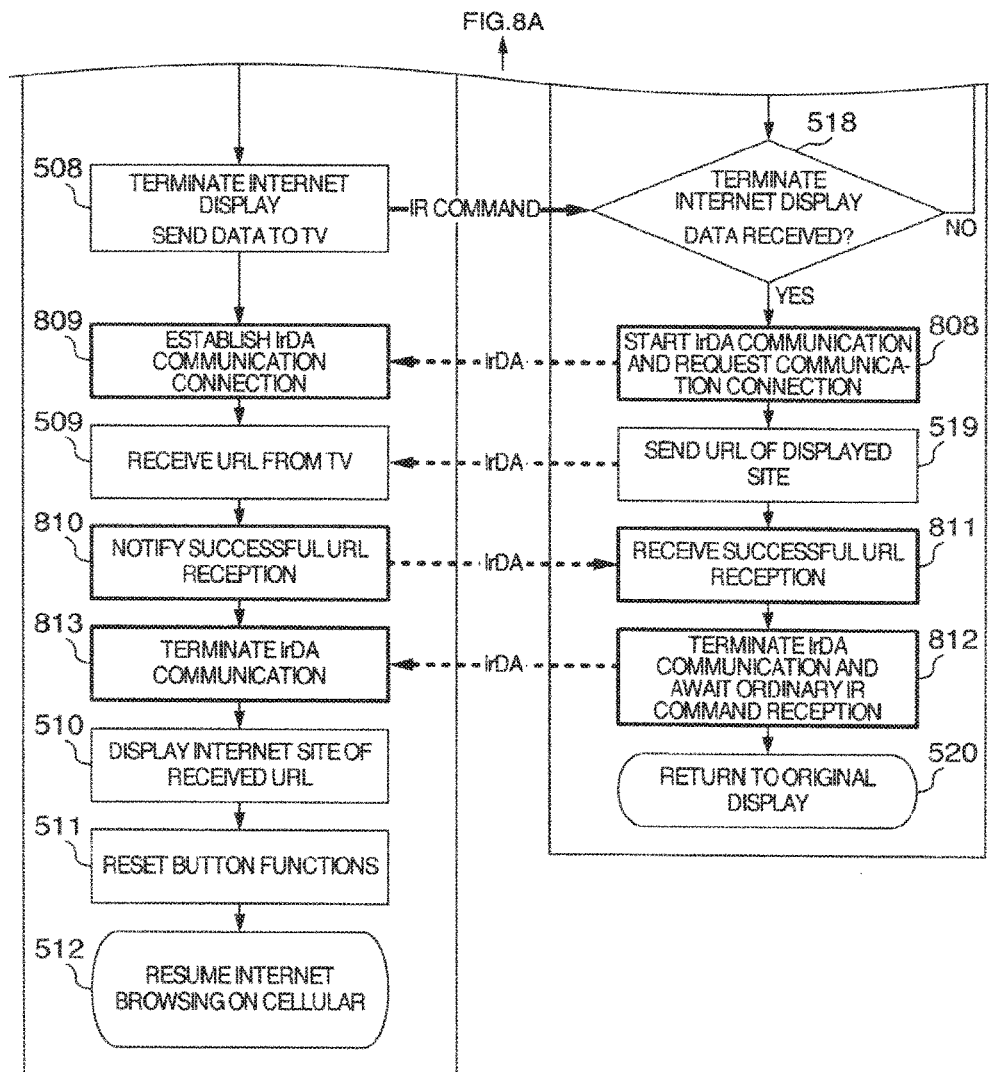 FIG.8A
508
TERMINATE INTERNET
DISPLAY
SEND DATA TO TV
IR COMMAND
518
TERMINATE
INTERNET DISPLAY
DATA RECEIVED?
NO
YES
809
ESTABLISH IrDA
COMMUNICATION
CONNECTION
IrDA
808
START IrDA COMMUNICATION
AND REQUEST COMMUNICA-
TION CONNECTION
509
RECEIVE URL FROM TV
IrDA
519
SEND URL OF DISPLAYED
SITE
810
NOTIFY SUCCESSFUL URL
RECEPTION
IrDA
811
RECEIVE SUCCESSFUL URL
RECEPTION
813
TERMINATE IrDA
COMMUNICATION
IrDA
812
TERMINATE IrDA
COMMUNICATION AND
AWAIT ORDINARY IR
COMMAND RECEPTION
510
DISPLAY INTERNET SITE OF
RECEIVED URL
520
RETURN TO ORIGINAL
DISPLAY
511
RESET BUTTON FUNCTIONS
512
RESUME INTERNET
BROWSING ON CELLULAR